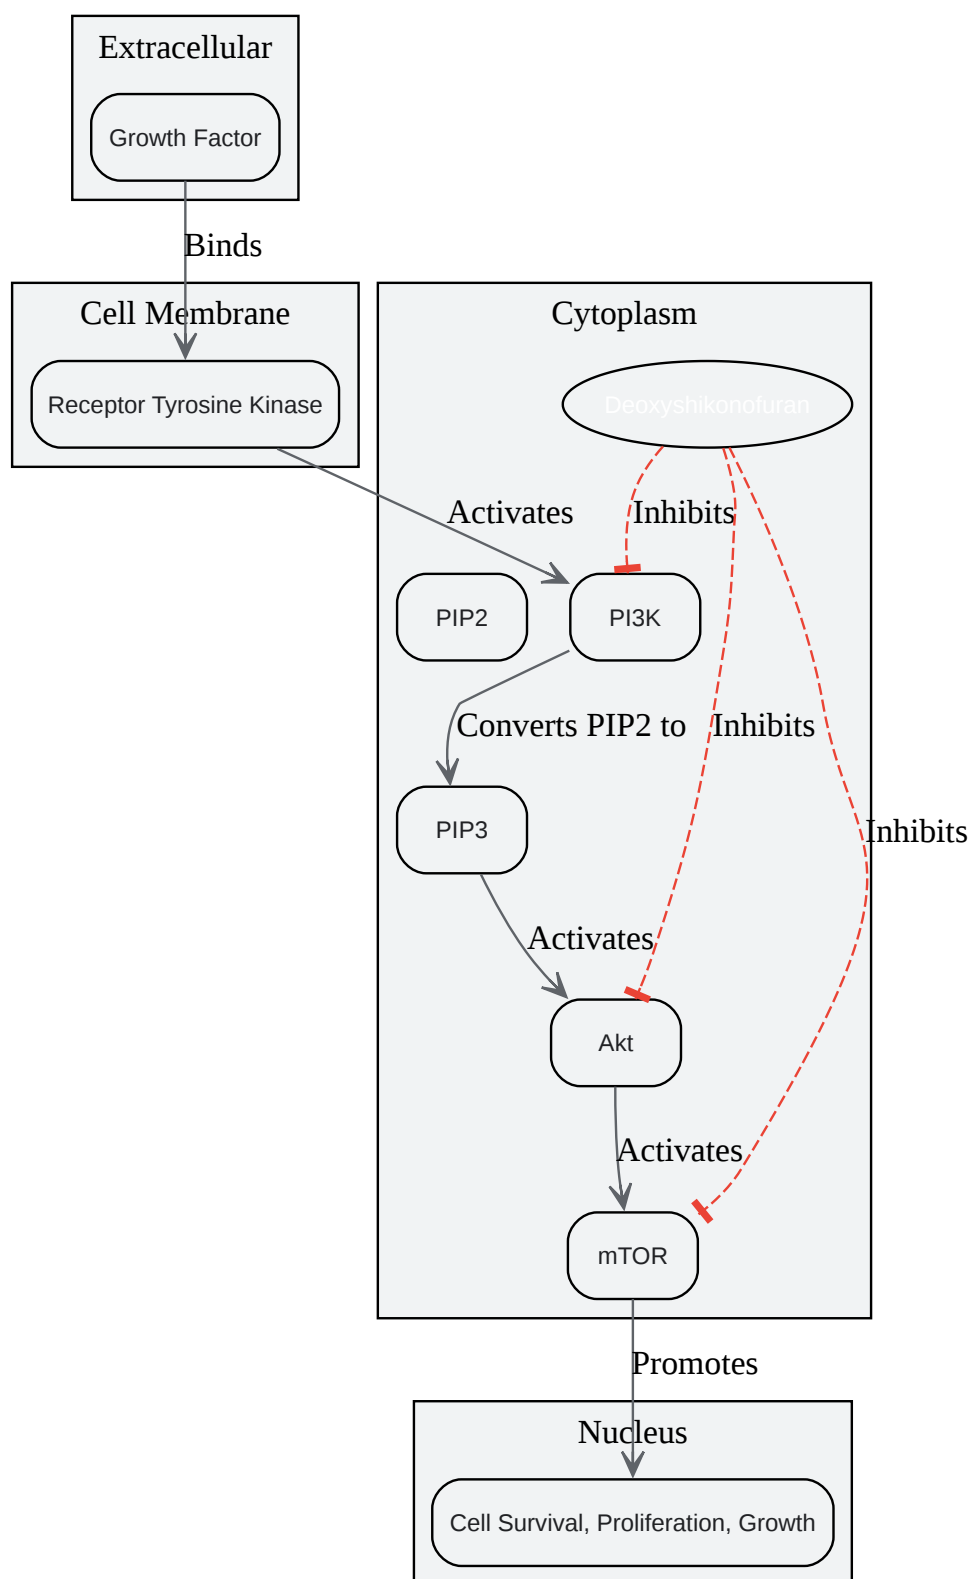 Extracellular
Growth Factor
Binds
Cell Membrane
Cytoplasm
Receptor Tyrosine Kinase
Deoxyshikonofuran
Activates
Inhibits
PIP2
PI3K
Converts PIP2 to
Inhibits
PIP3
Inhibits
Activates
Akt
Activates
mTOR
Promotes
Nucleus
Cell Survival, Proliferation, Growth